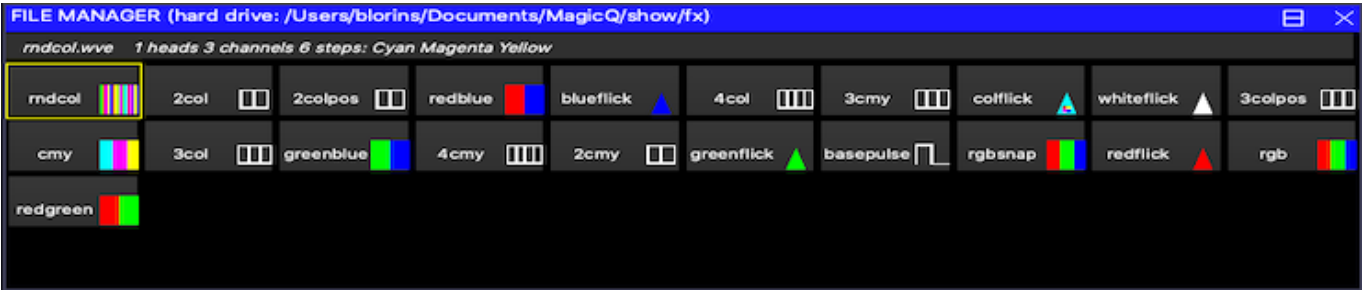 FILE MANAGER (hard drive: /Users/blorins/Documents/MagicQ/show/fx)
rndcol.wve 1 heads 3 channels 6 steps: Cyan Magenta Yellow
rndcol 2col 2colpos redblue blueflick 4col 3cmy colflick whiteflick 3colpos
cmy 3col greenblue 4cmy 2cmy greenflick basepulse rgbsnap redflick rgb
redgreen